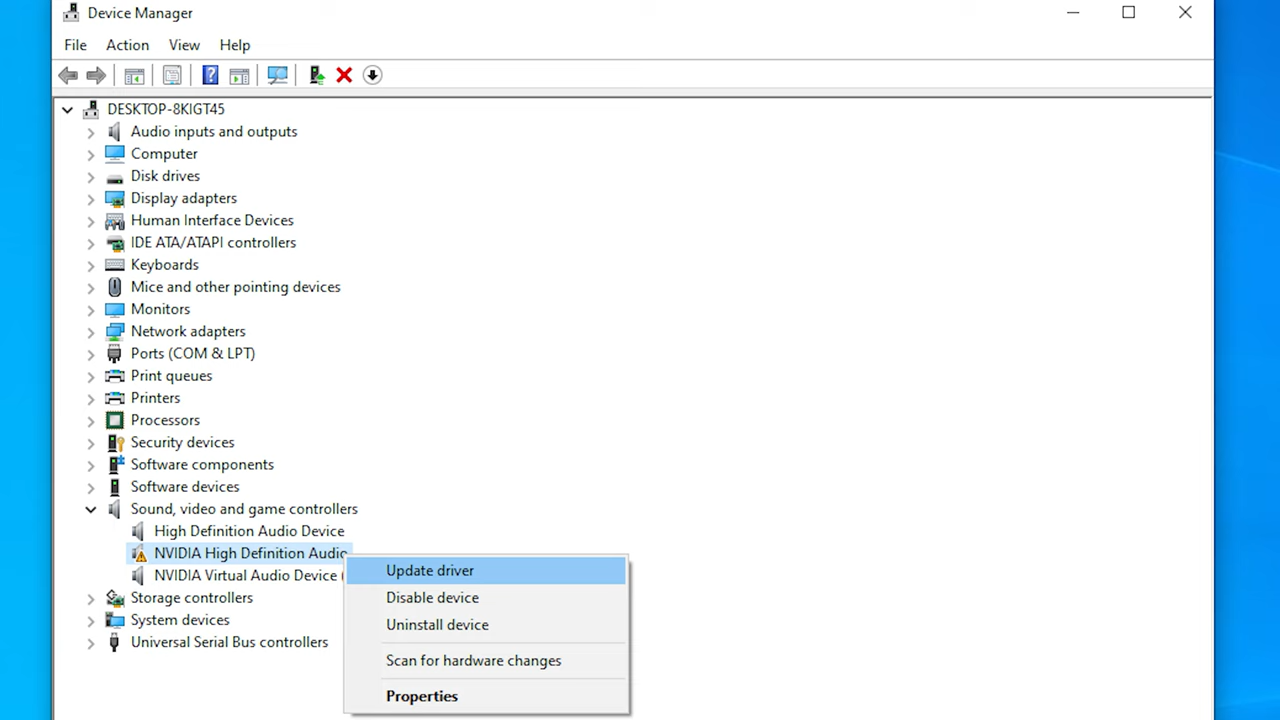 Device Manager
File Action View Help
DESKTOP-8KIGT45
Audio inputs and outputs
Computer
Disk drives
Display adapters
Human Interface Devices
IDE ATA/ATAPI controllers
Keyboards
Mice and other pointing devices
Monitors
Network adapters
Ports (COM & LPT)
Print queues
Printers
Processors
Security devices
Software components
Software devices
Sound, video and game controllers
High Definition Audio Device
NVIDIA High Definition Audio
NVIDIA Virtual Audio Device (
Storage controllers
System devices
Universal Serial Bus controllers
Update driver
Disable device
Uninstall device
Scan for hardware changes
Properties